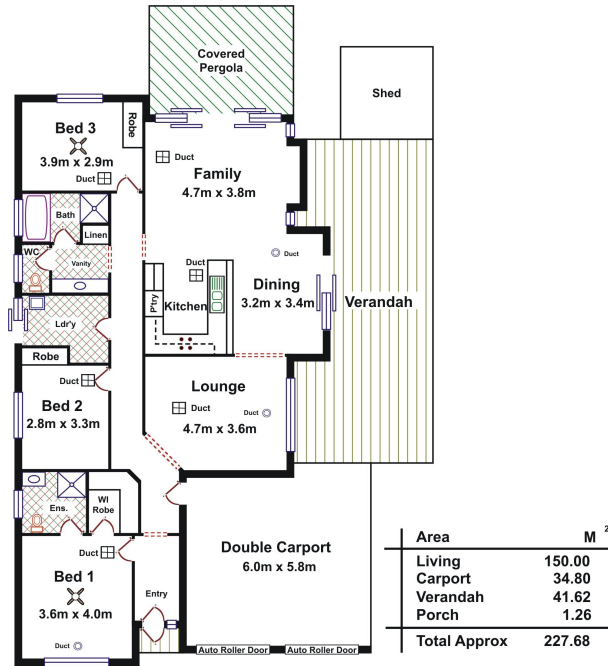 Covered
Pergola
Shed
Bed 3
3.9m x 2.9m
Duct
Robe
Duct
Family
4.7m x 3.8m
Bath
Linen
WC
Vanity
Duct
Duct
Dining
3.2m x 3.4m
Verandah
P'try
Kitchen
Ldr'y
Robe
Duct
Bed 2
2.8m x 3.3m
Lounge
Duct
Duct
4.7m x 3.6m
Ens.
WI
Robe
Duct
Bed 1
3.6m x 4.0m
Duct
Entry
Double Carport
6.0m x 5.8m
Auto Roller Door
Auto Roller Door
Area M 2
Living 150.00
Carport 34.80
Verandah 41.62
Porch 1.26
Total Approx 227.68